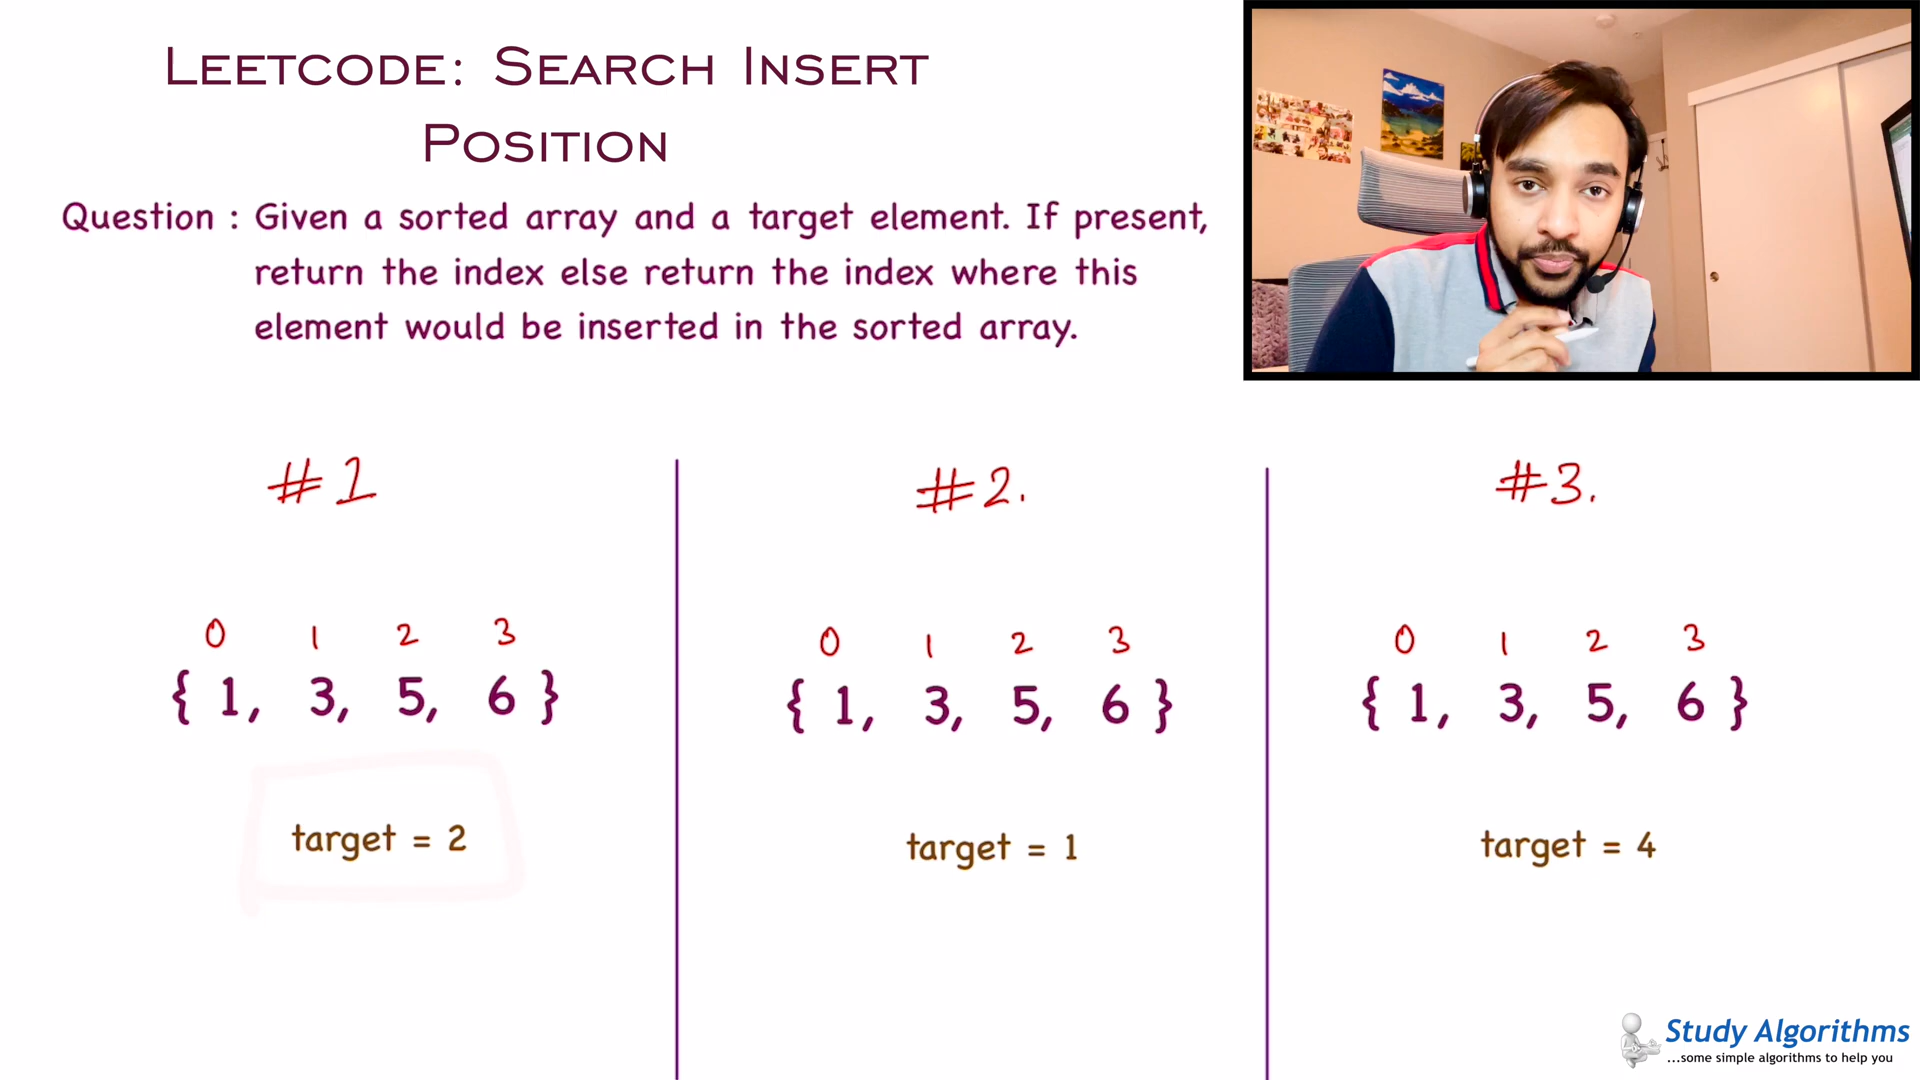 LEETCODE: SEARCH INSERT
POSITION
Question : Given a sorted array and a target element. If present,
return the index else return the index where this
element would be inserted in the sorted array.
#1
0 1 2 3
{ 1, 3, 5, 6 }
target = 2
#2.
0 1 2 3
{ 1, 3, 5, 6 }
target = 1
#3.
0 1 2 3
{ 1, 3, 5, 6 }
target = 4
Study Algorithms
...some simple algorithms to help you